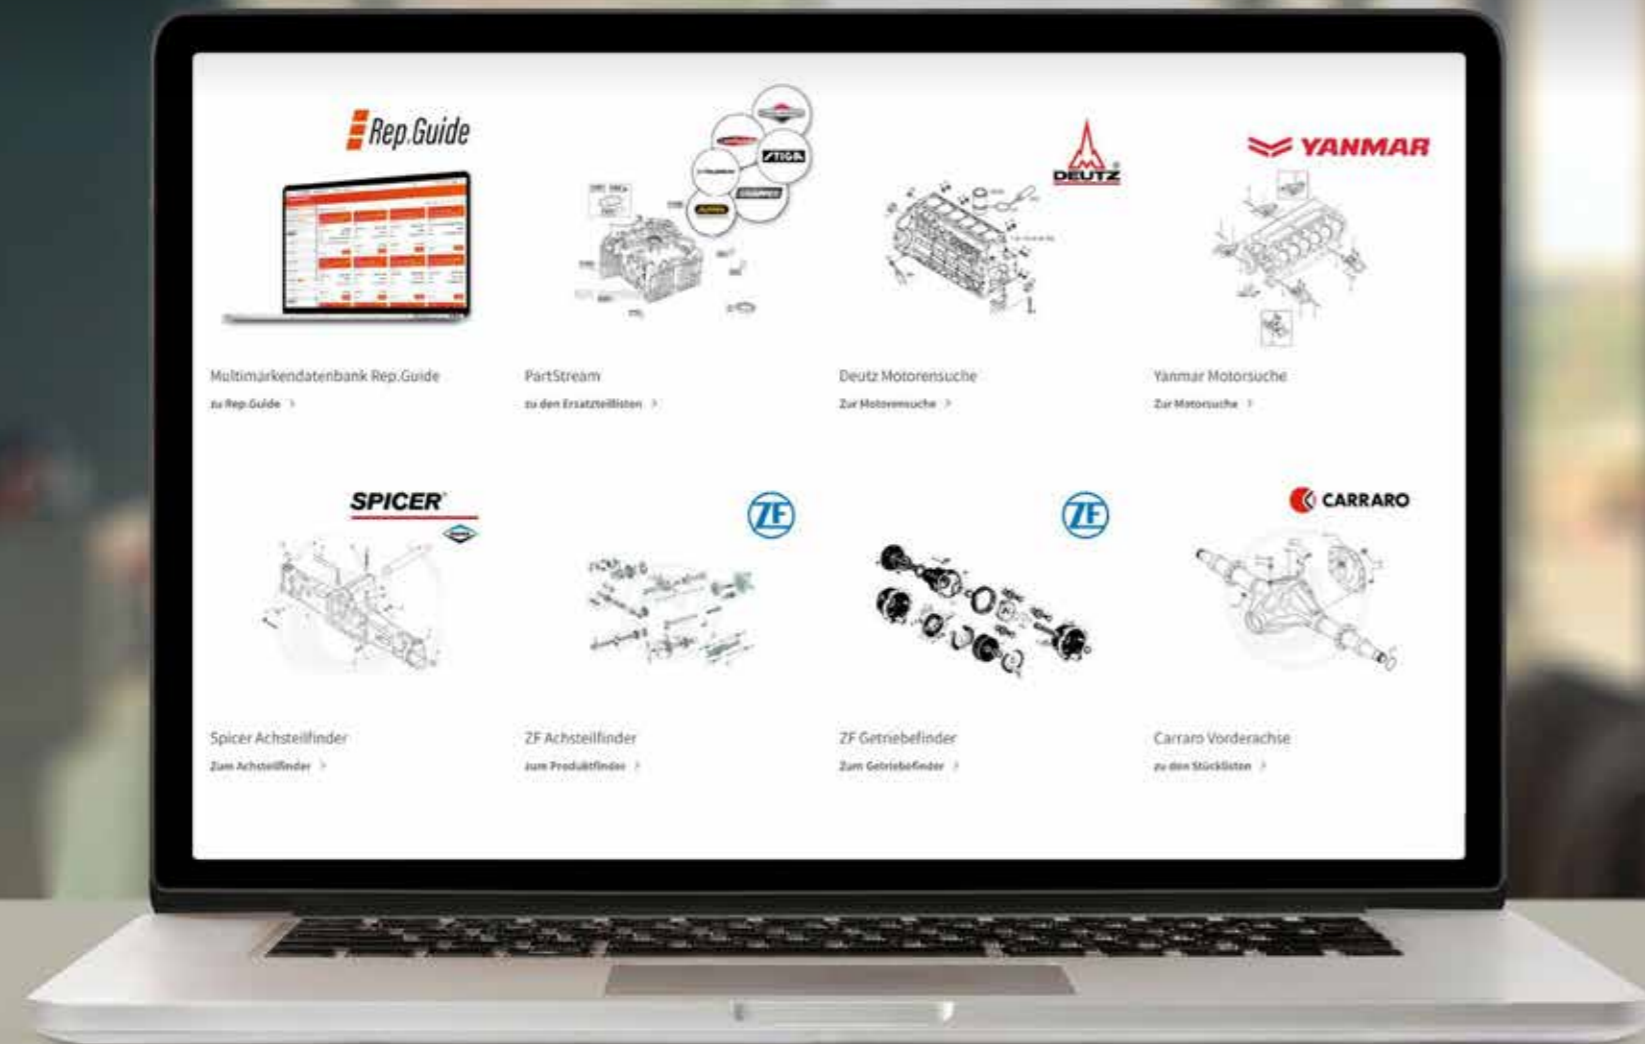 Rep.Guide
STIGA
DEUTZ
YANMAR
Multimarkendatenbank Rep.Guide
PartStream
Deutz Motorensuche
Yanmar Motorsuche
zu Rep.Guide >
zu den Ersatzteillisten >
Zur Motorensuche >
Zur Motorsuche >
SPICER
ZF
ZF
CARRARO
Spicer Achsteilfinder
ZF Achsteilfinder
ZF Getriebefinder
Carraro Vorderachse
Zum Achsteilfinder >
zum Produktfinder >
Zum Getriebefinder >
zu den Stücklisten >